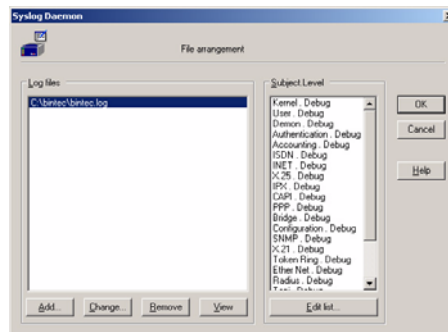 Syslog Daemon
File arrangement
Log files
C:\bintec\bintec.log
Add...
Change...
Remove
View
Subject.Level
Kernel . Debug
User . Debug
Demon . Debug
Authentication . Debug
Accounting . Debug
ISDN . Debug
INET . Debug
X.25 . Debug
IPX . Debug
CAPI . Debug
PPP . Debug
Bridge . Debug
Configuration . Debug
SNMP . Debug
X.21 . Debug
Token Ring . Debug
Ether Net . Debug
Radius . Debug
Edit list...
OK
Cancel
Help